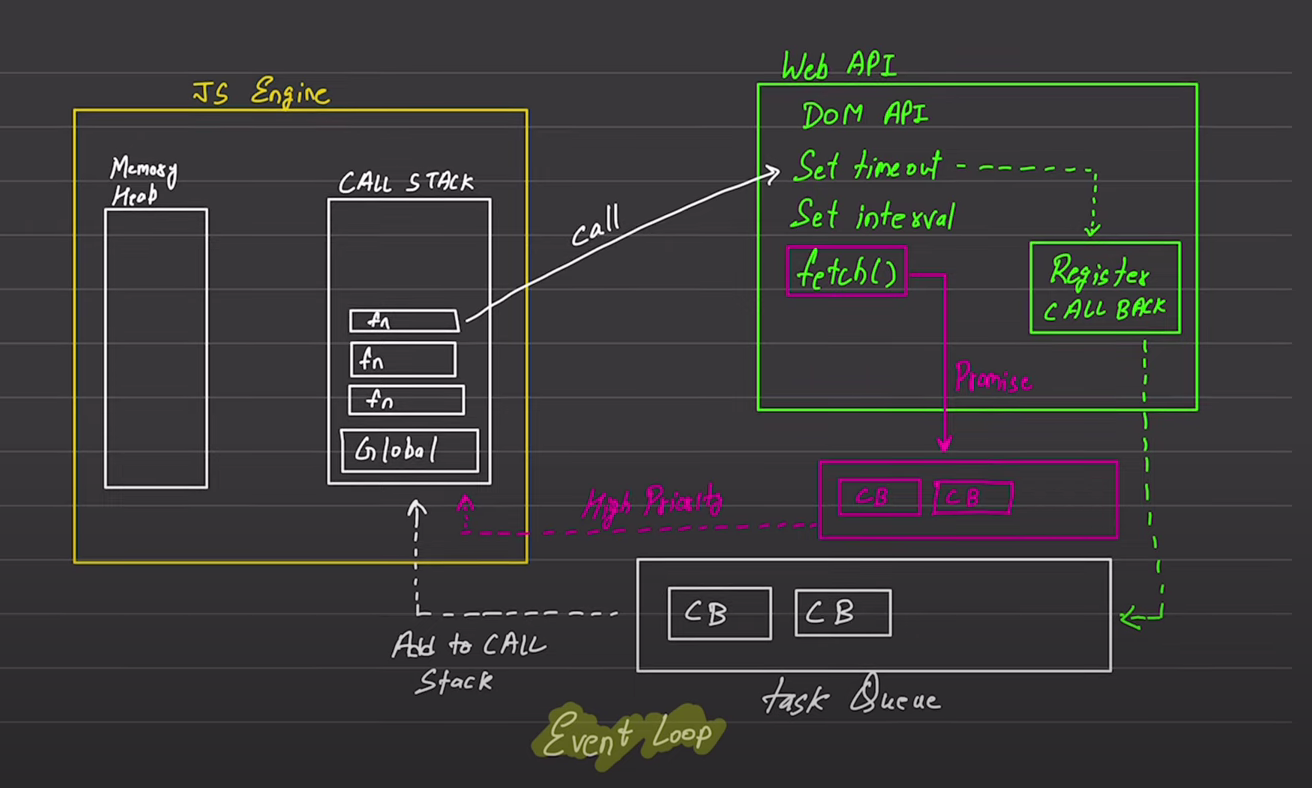 JS Engine
Memory
Heap
CALL STACK
fn
fn
fn
Global
call
Web API
DOM API
Set timeout
Set interval
fetch()
Register
CALL BACK
Promise
CB CB
High Priority
CB CB
task Queue
Add to CALL
Stack
Event Loop